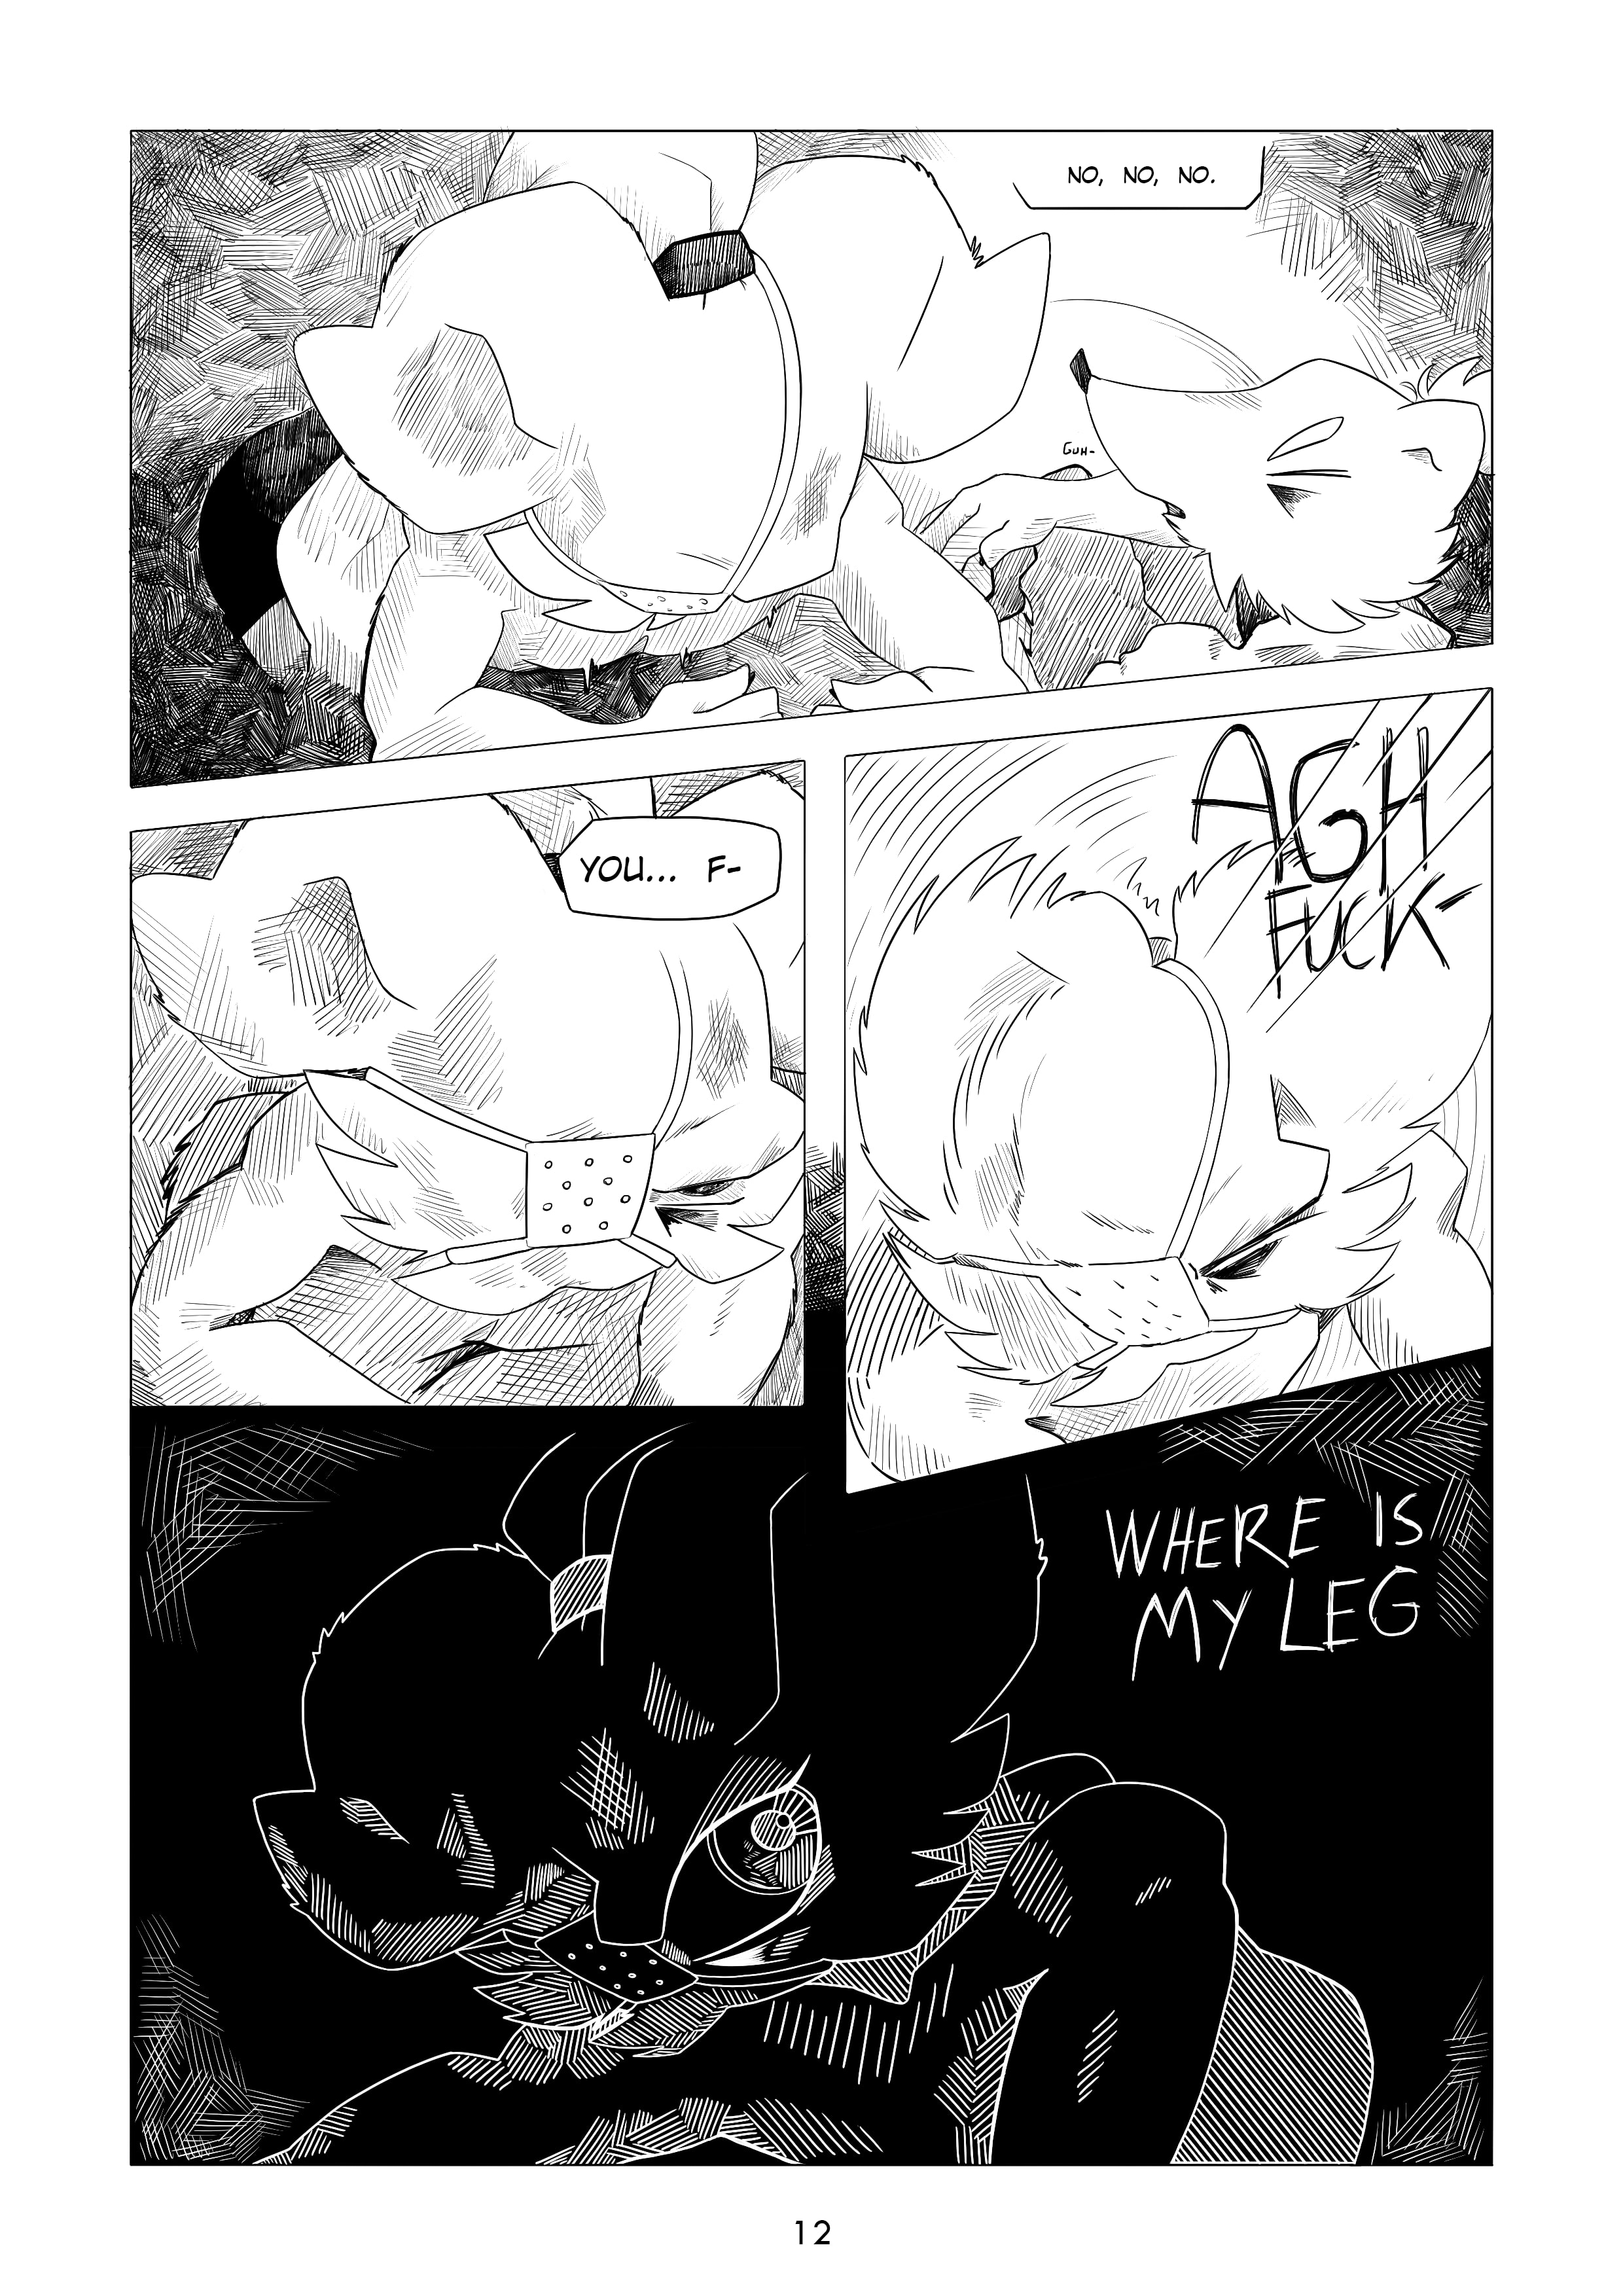 NO, NO, NO.
GUH-
YOU... F-
AGH
FUCK-
WHERE IS
MY LEG
12